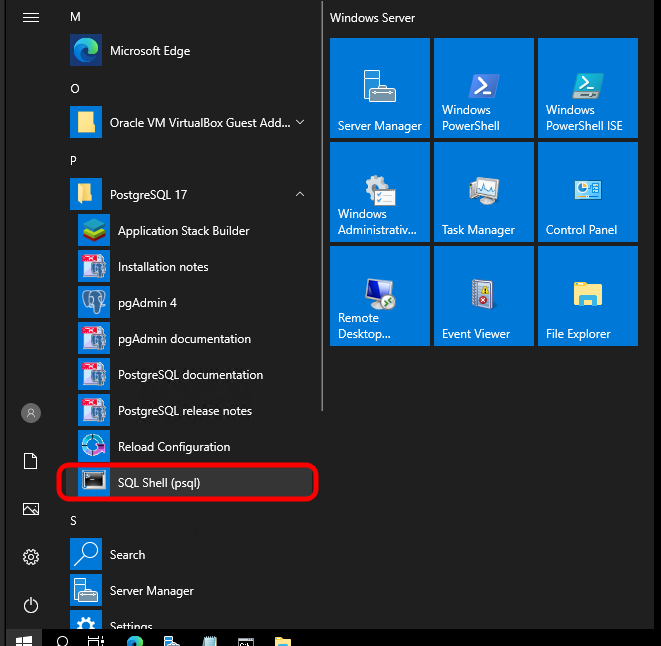 M
Microsoft Edge
O
Oracle VM VirtualBox Guest Add...
P
PostgreSQL 17
Application Stack Builder
Installation notes
pgAdmin 4
pgAdmin documentation
PostgreSQL documentation
PostgreSQL release notes
Reload Configuration
SQL Shell (psql)
S
Search
Server Manager
Settings
Windows Server
Server Manager
Windows
PowerShell
Windows
PowerShell ISE
Windows
Administrativ...
Task Manager
Control Panel
Remote
Desktop...
Event Viewer
File Explorer